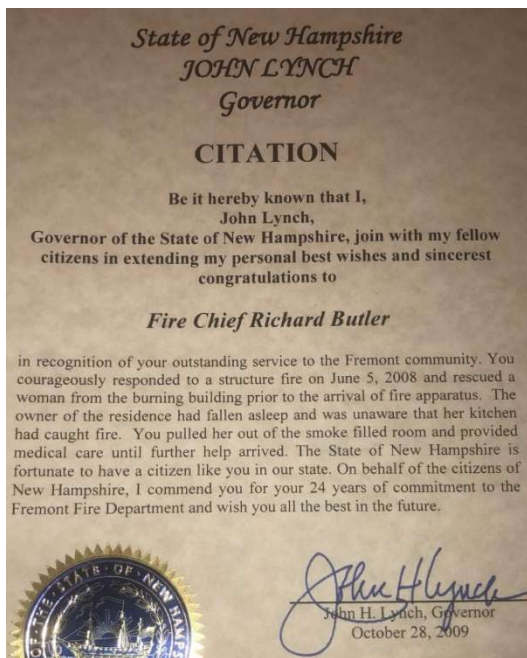 State of New Hampshire
JOHN LYNCH
Governor
CITATION
Be it hereby known that I,
John Lynch,
Governor of the State of New Hampshire, join with my fellow
citizens in extending my personal best wishes and sincerest
congratulations to
Fire Chief Richard Butler
in recognition of your outstanding service to the Fremont community. You
courageously responded to a structure fire on June 5, 2008 and rescued a
woman from the burning building prior to the arrival of fire apparatus. The
owner of the residence had fallen asleep and was unaware that her kitchen
had caught fire. You pulled her out of the smoke filled room and provided
medical care until further help arrived. The State of New Hampshire is
fortunate to have a citizen like you in our state. On behalf of the citizens of
New Hampshire, I commend you for your 24 years of commitment to the
Fremont Fire Department and wish you all the best in the future.
OF THE STATE OF NEW HAMPS
John H Lynch
John H. Lynch, Governor
October 28, 2009